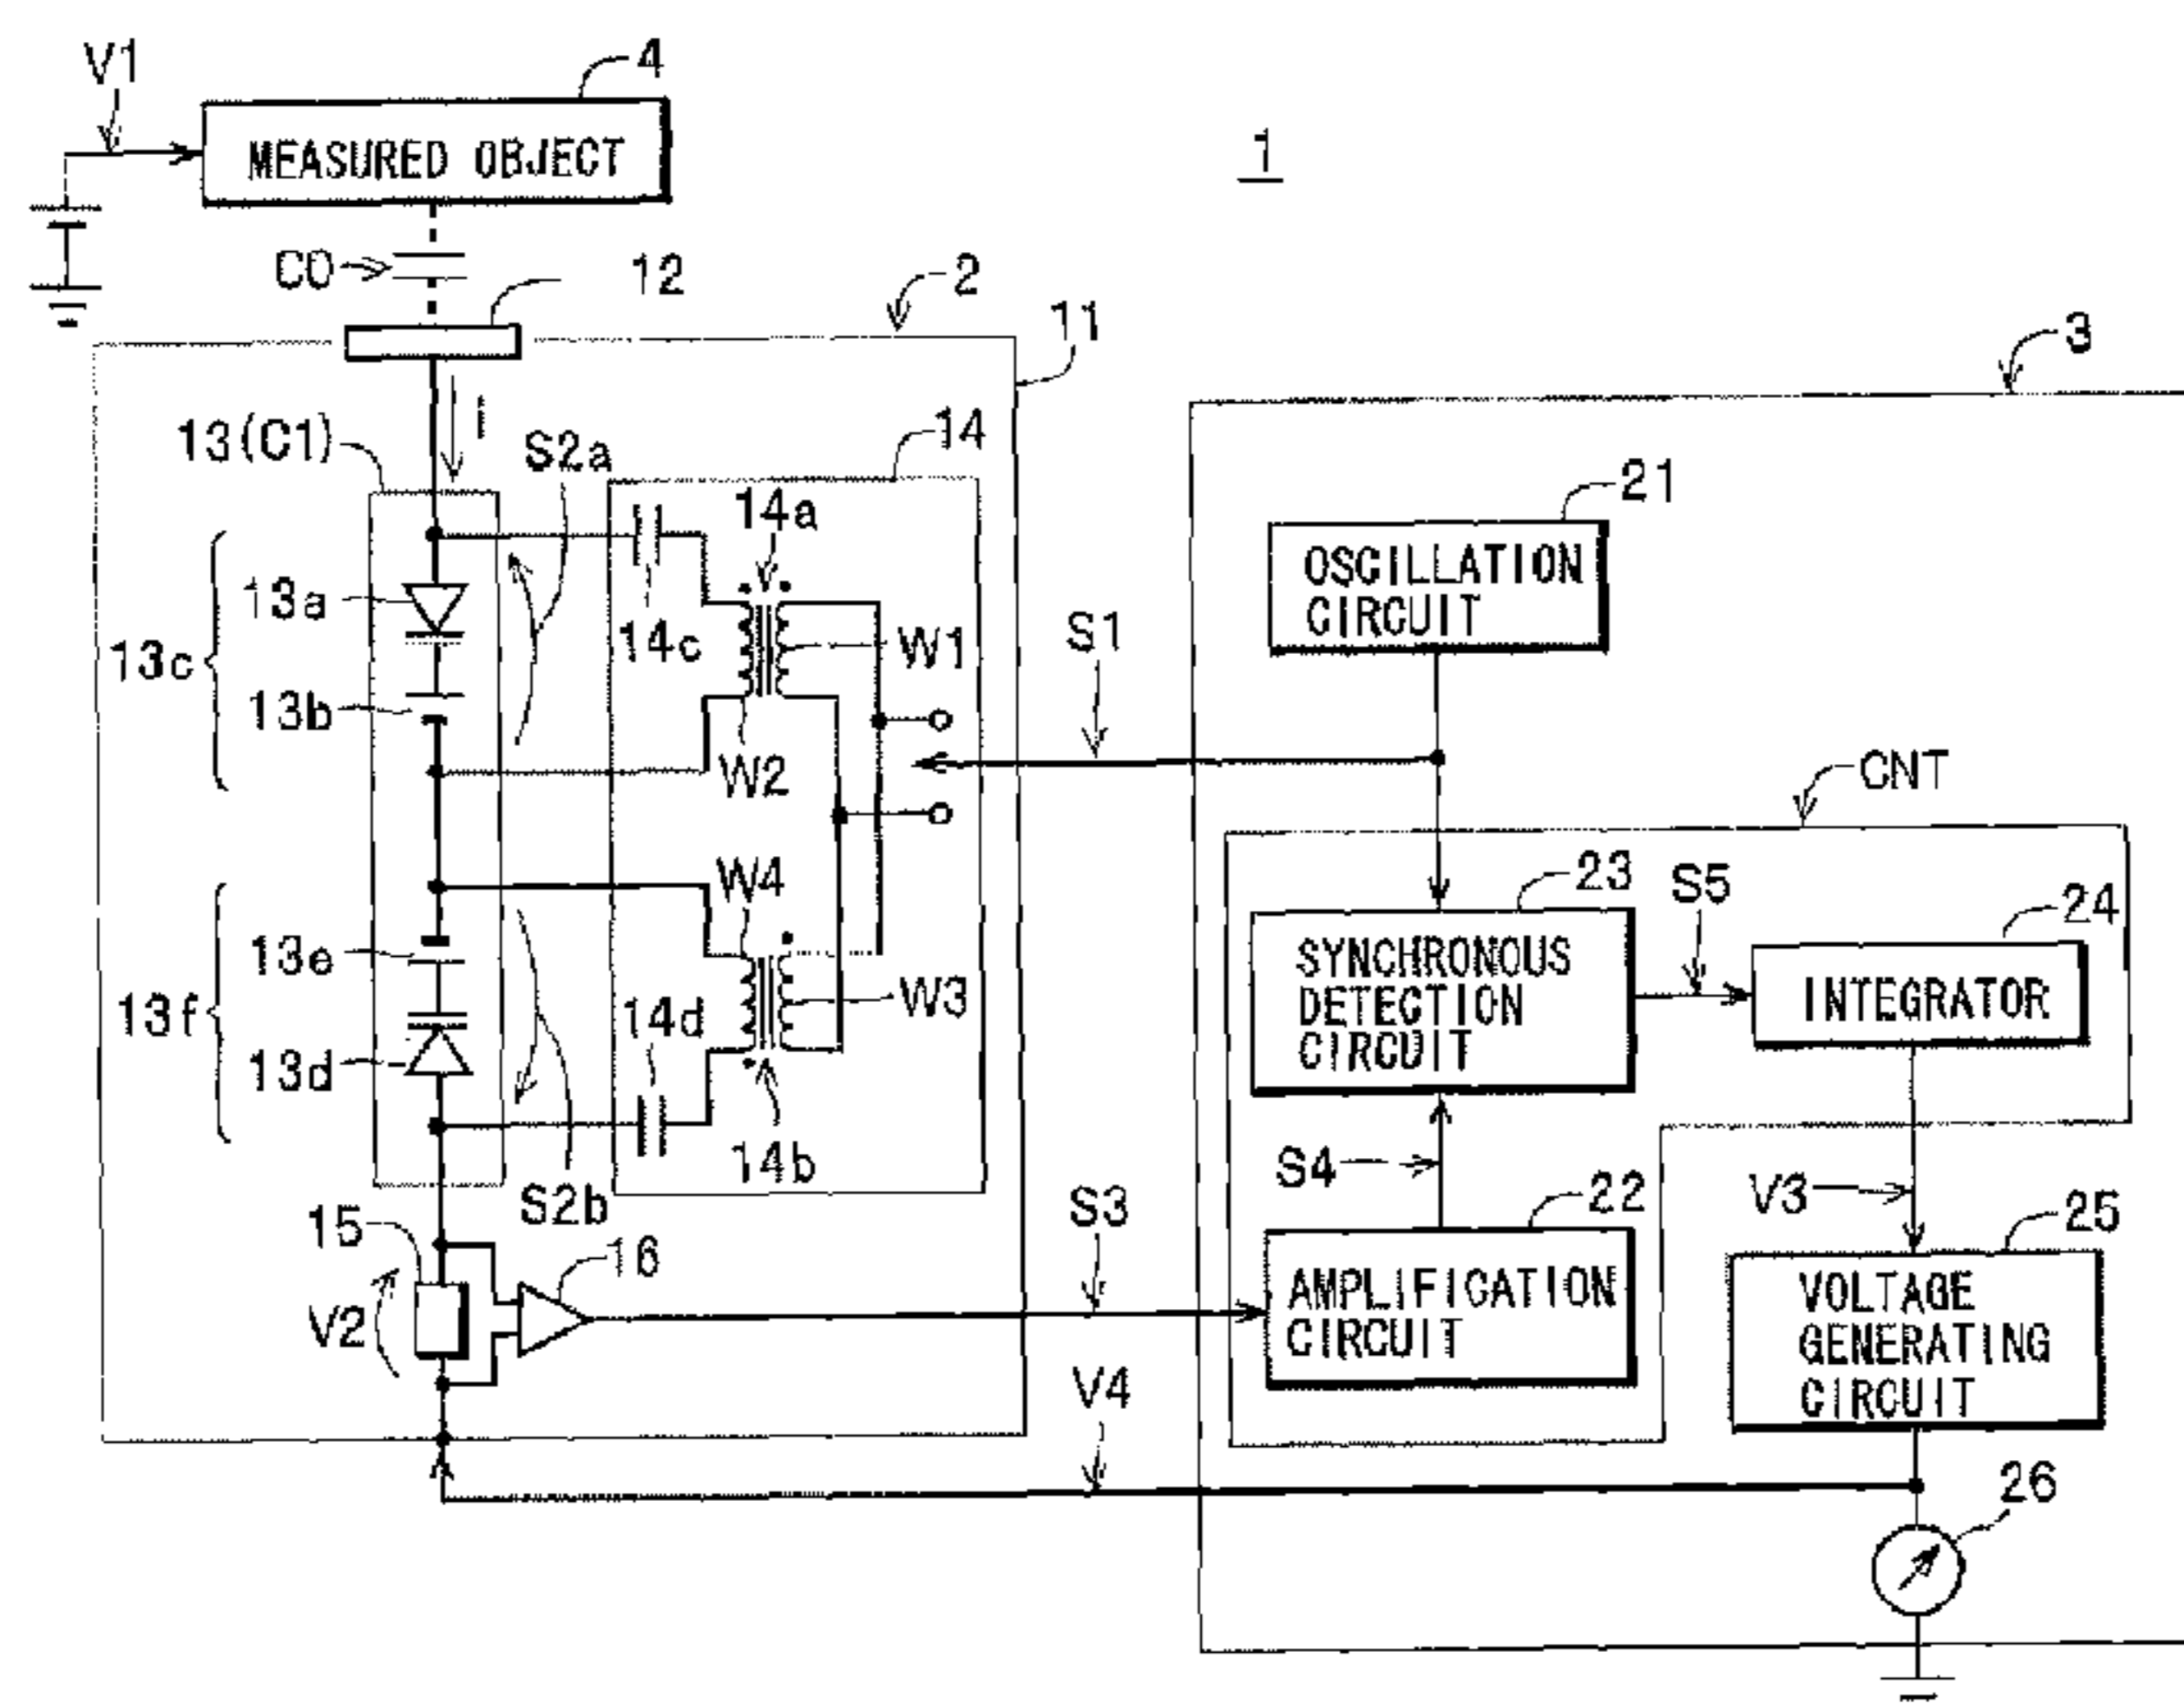 V1
4
MEASURED OBJECT
1
C0
12
2
11
3
13(C1)
I
S2a
14
21
14a
OSCILLATION
CIRCUIT
13a
14c
W1
S1
13c
13b
W2
CNT
W4
23
S5
24
13e
SYNCHRONOUS
DETECTION
CIRCUIT
INTEGRATOR
13f
14d
W3
13d
14b
S4
22
V3
25
S2b
S3
15
16
V2
AMPLIFICATION
CIRCUIT
VOLTAGE
GENERATING
CIRCUIT
V4
26